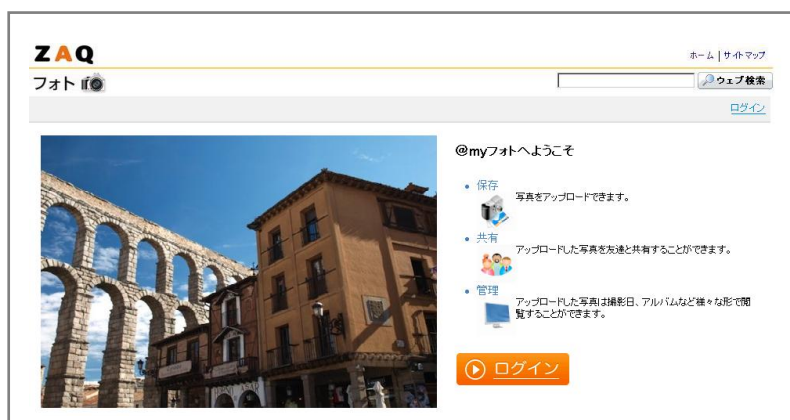 ZAQ
ホーム | サイトマップ
フォト
ウェブ検索
ログイン
@myフォトへようこそ
保存
写真をアップロードできます。
共有
アップロードした写真を友達と共有することができます。
管理
アップロードした写真は撮影日、アルバムなど様々な形で閲
覧することができます。
ログイン